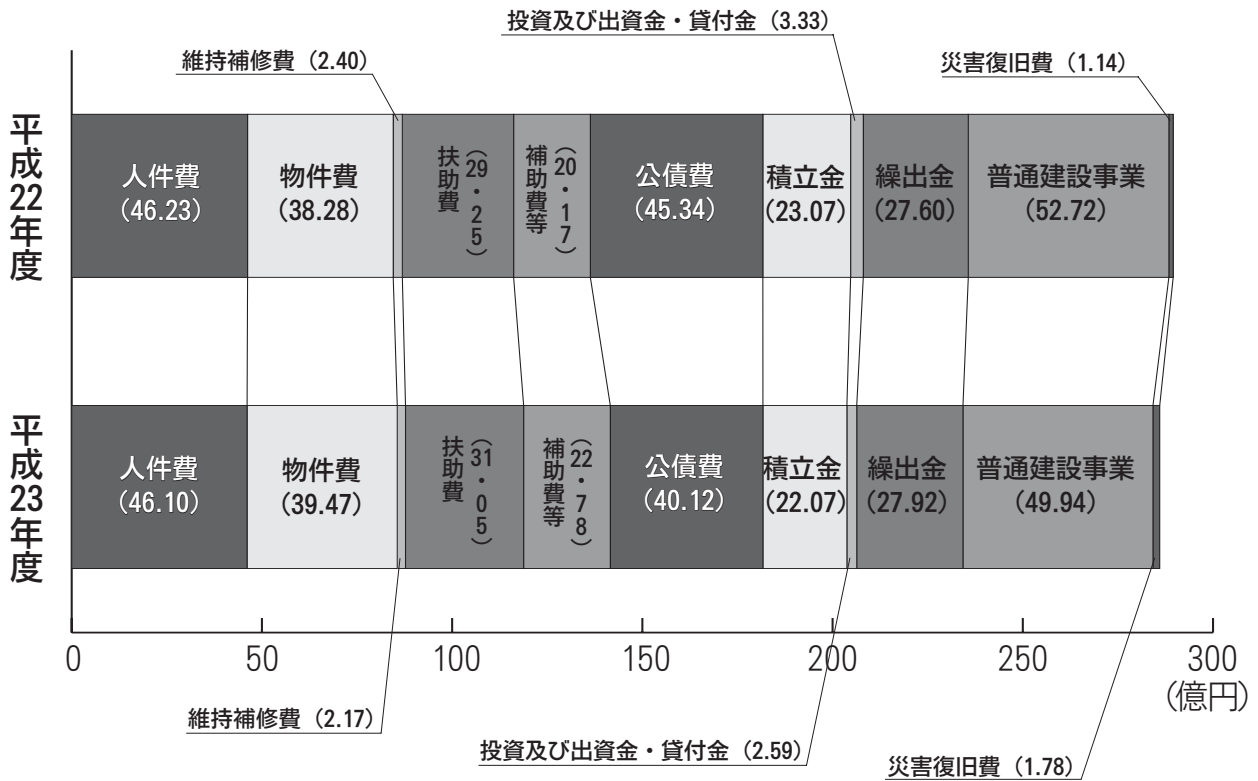 投資及び出資金・貸付金（3.33）
維持補修費（2.40）
災害復旧費（1.14）
平成22年度
人件費
（46.23）
物件費
（38.28）
扶助費
（29・25）
補助費等
（20・17）
公債費
（45.34）
積立金
（23.07）
繰出金
（27.60）
普通建設事業
（52.72）
平成23年度
人件費
（46.10）
物件費
（39.47）
扶助費
（31・05）
補助費等
（22・78）
公債費
（40.12）
積立金
（22.07）
繰出金
（27.92）
普通建設事業
（49.94）
0 50 100 150 200 250 300
（億円）
維持補修費（2.17）
投資及び出資金・貸付金（2.59）
災害復旧費（1.78）